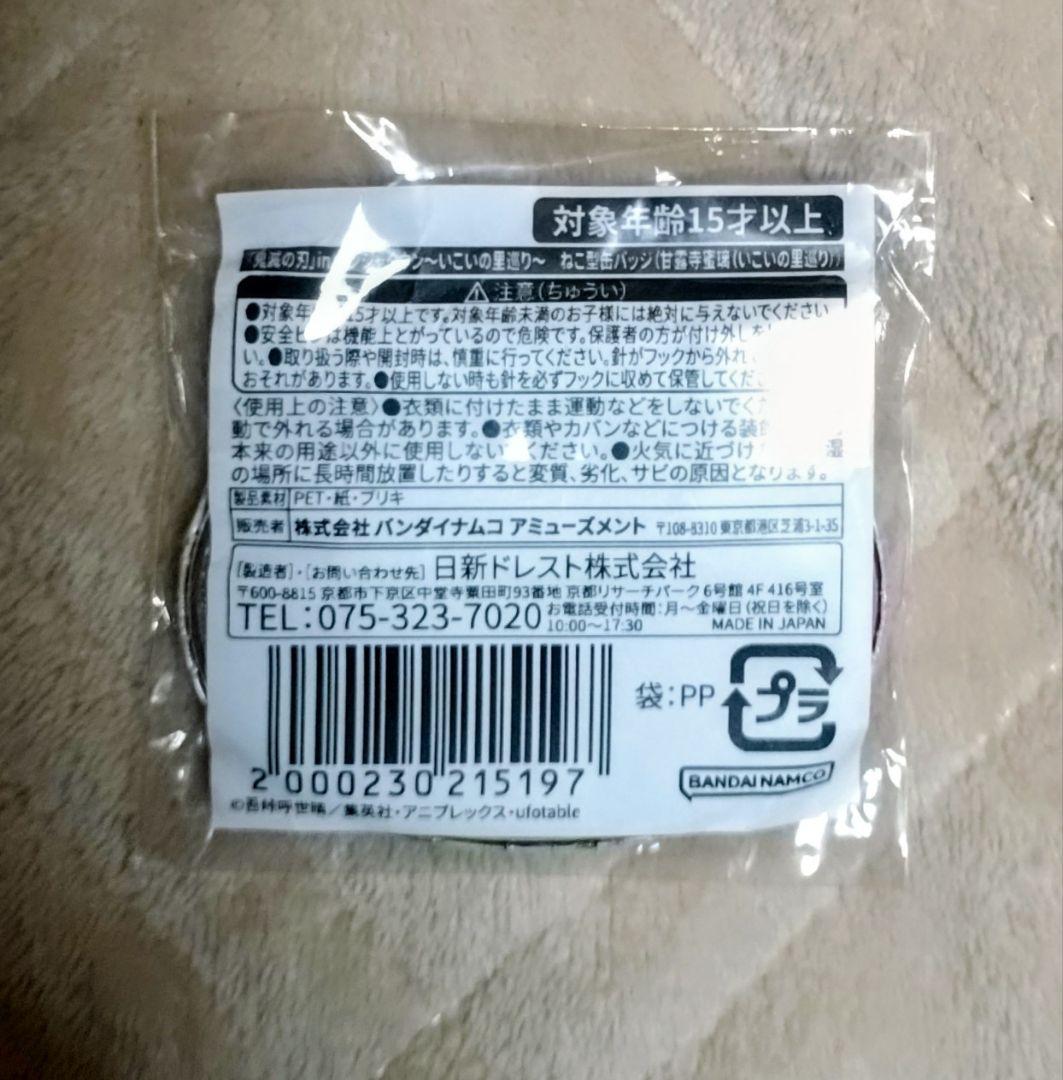 対象年齢15才以上
の刃」in ン～いこいの里巡り～ ねこ型缶バッジ(甘露寺蜜璃(いこいの里巡り))
⚠注意(ちゅうい)
●対象年 15才以上です。対象年齢未満のお子様には絶対に与えないでください
●安全 は機能上とがっているので危険です。保護者の方が付け外しを
い。●取り扱う際や開封時は、慎重に行ってください。針がフックから外れ
おそれがあります。●使用しない時も針を必ずフックに収めて保管してくだ
〈使用上の注意〉●衣類に付けたまま運動などをしないでくだ
動で外れる場合があります。●衣類やカバンなどにつける装
本来の用途以外に使用しない ください。●火気に近づけ 湿
の場所に長時間放置したりすると変質、劣化、サビの原因となります。
製品素材 PET・紙・ブリキ
販売者 株式会社 バンダイナムコ アミューズメント 〒108-8310 東京都港区芝浦3-1-35
[製造者]・[お問い合わせ先] 日新ドレスト株式会社
〒600-8815 京都市下京区中堂寺粟田町93番地 京都リサーチパーク6号館 4F 416号室
TEL:075-323-7020 お電話受付時間:月～金曜日(祝日を除く)
10:00～17:30 MADE IN JAPAN
袋:PP プラ
2 000230 215197
BANDAI NAMCO
©吾峠呼世晴／集英社・アニプレックス・ufotable